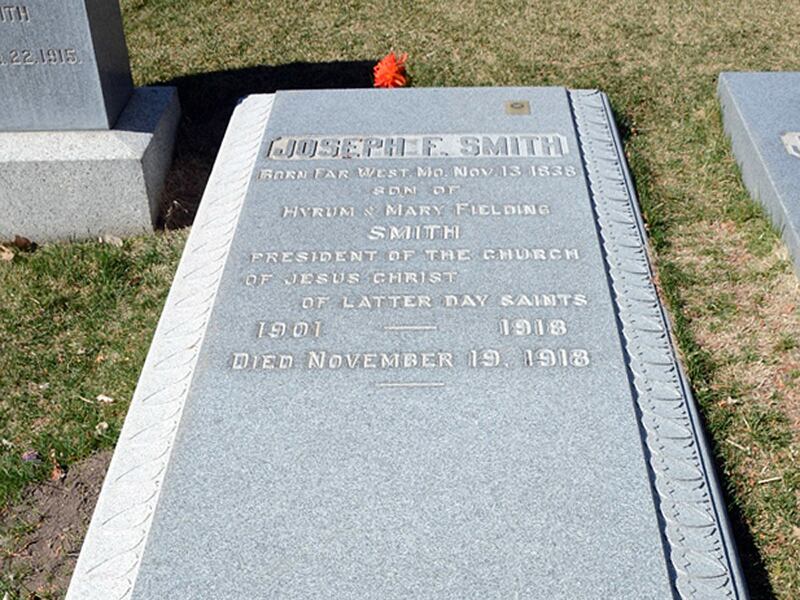 ITH
22.1915.
JOSEPH F. SMITH
BORN FAR WEST, MO. NOV. 13 1838
SON OF
HYRUM & MARY FIELDING
SMITH
PRESIDENT OF THE CHURCH
OF JESUS CHRIST
OF LATTER DAY SAINTS
1901 — 1918
DIED NOVEMBER 19, 1918